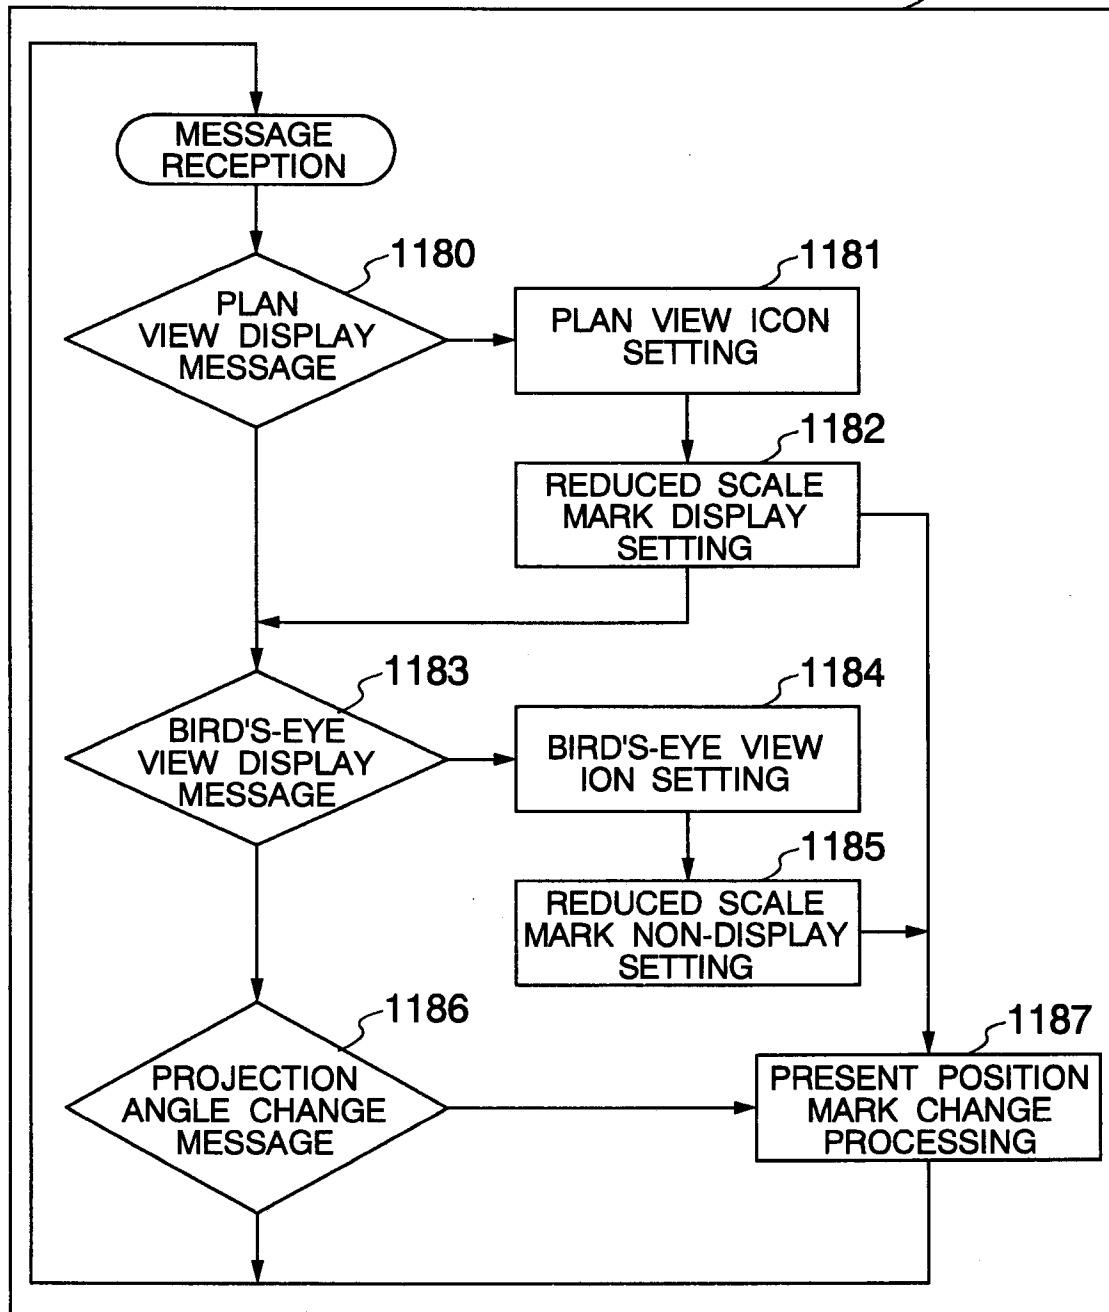 MESSAGE
RECEPTION
1180
PLAN
VIEW DISPLAY
MESSAGE
1181
PLAN VIEW ICON
SETTING
1182
REDUCED SCALE
MARK DISPLAY
SETTING
1183
BIRD'S-EYE
VIEW DISPLAY
MESSAGE
1184
BIRD'S-EYE VIEW
ION SETTING
1185
REDUCED SCALE
MARK NON-DISPLAY
SETTING
1186
PROJECTION
ANGLE CHANGE
MESSAGE
1187
PRESENT POSITION
MARK CHANGE
PROCESSING